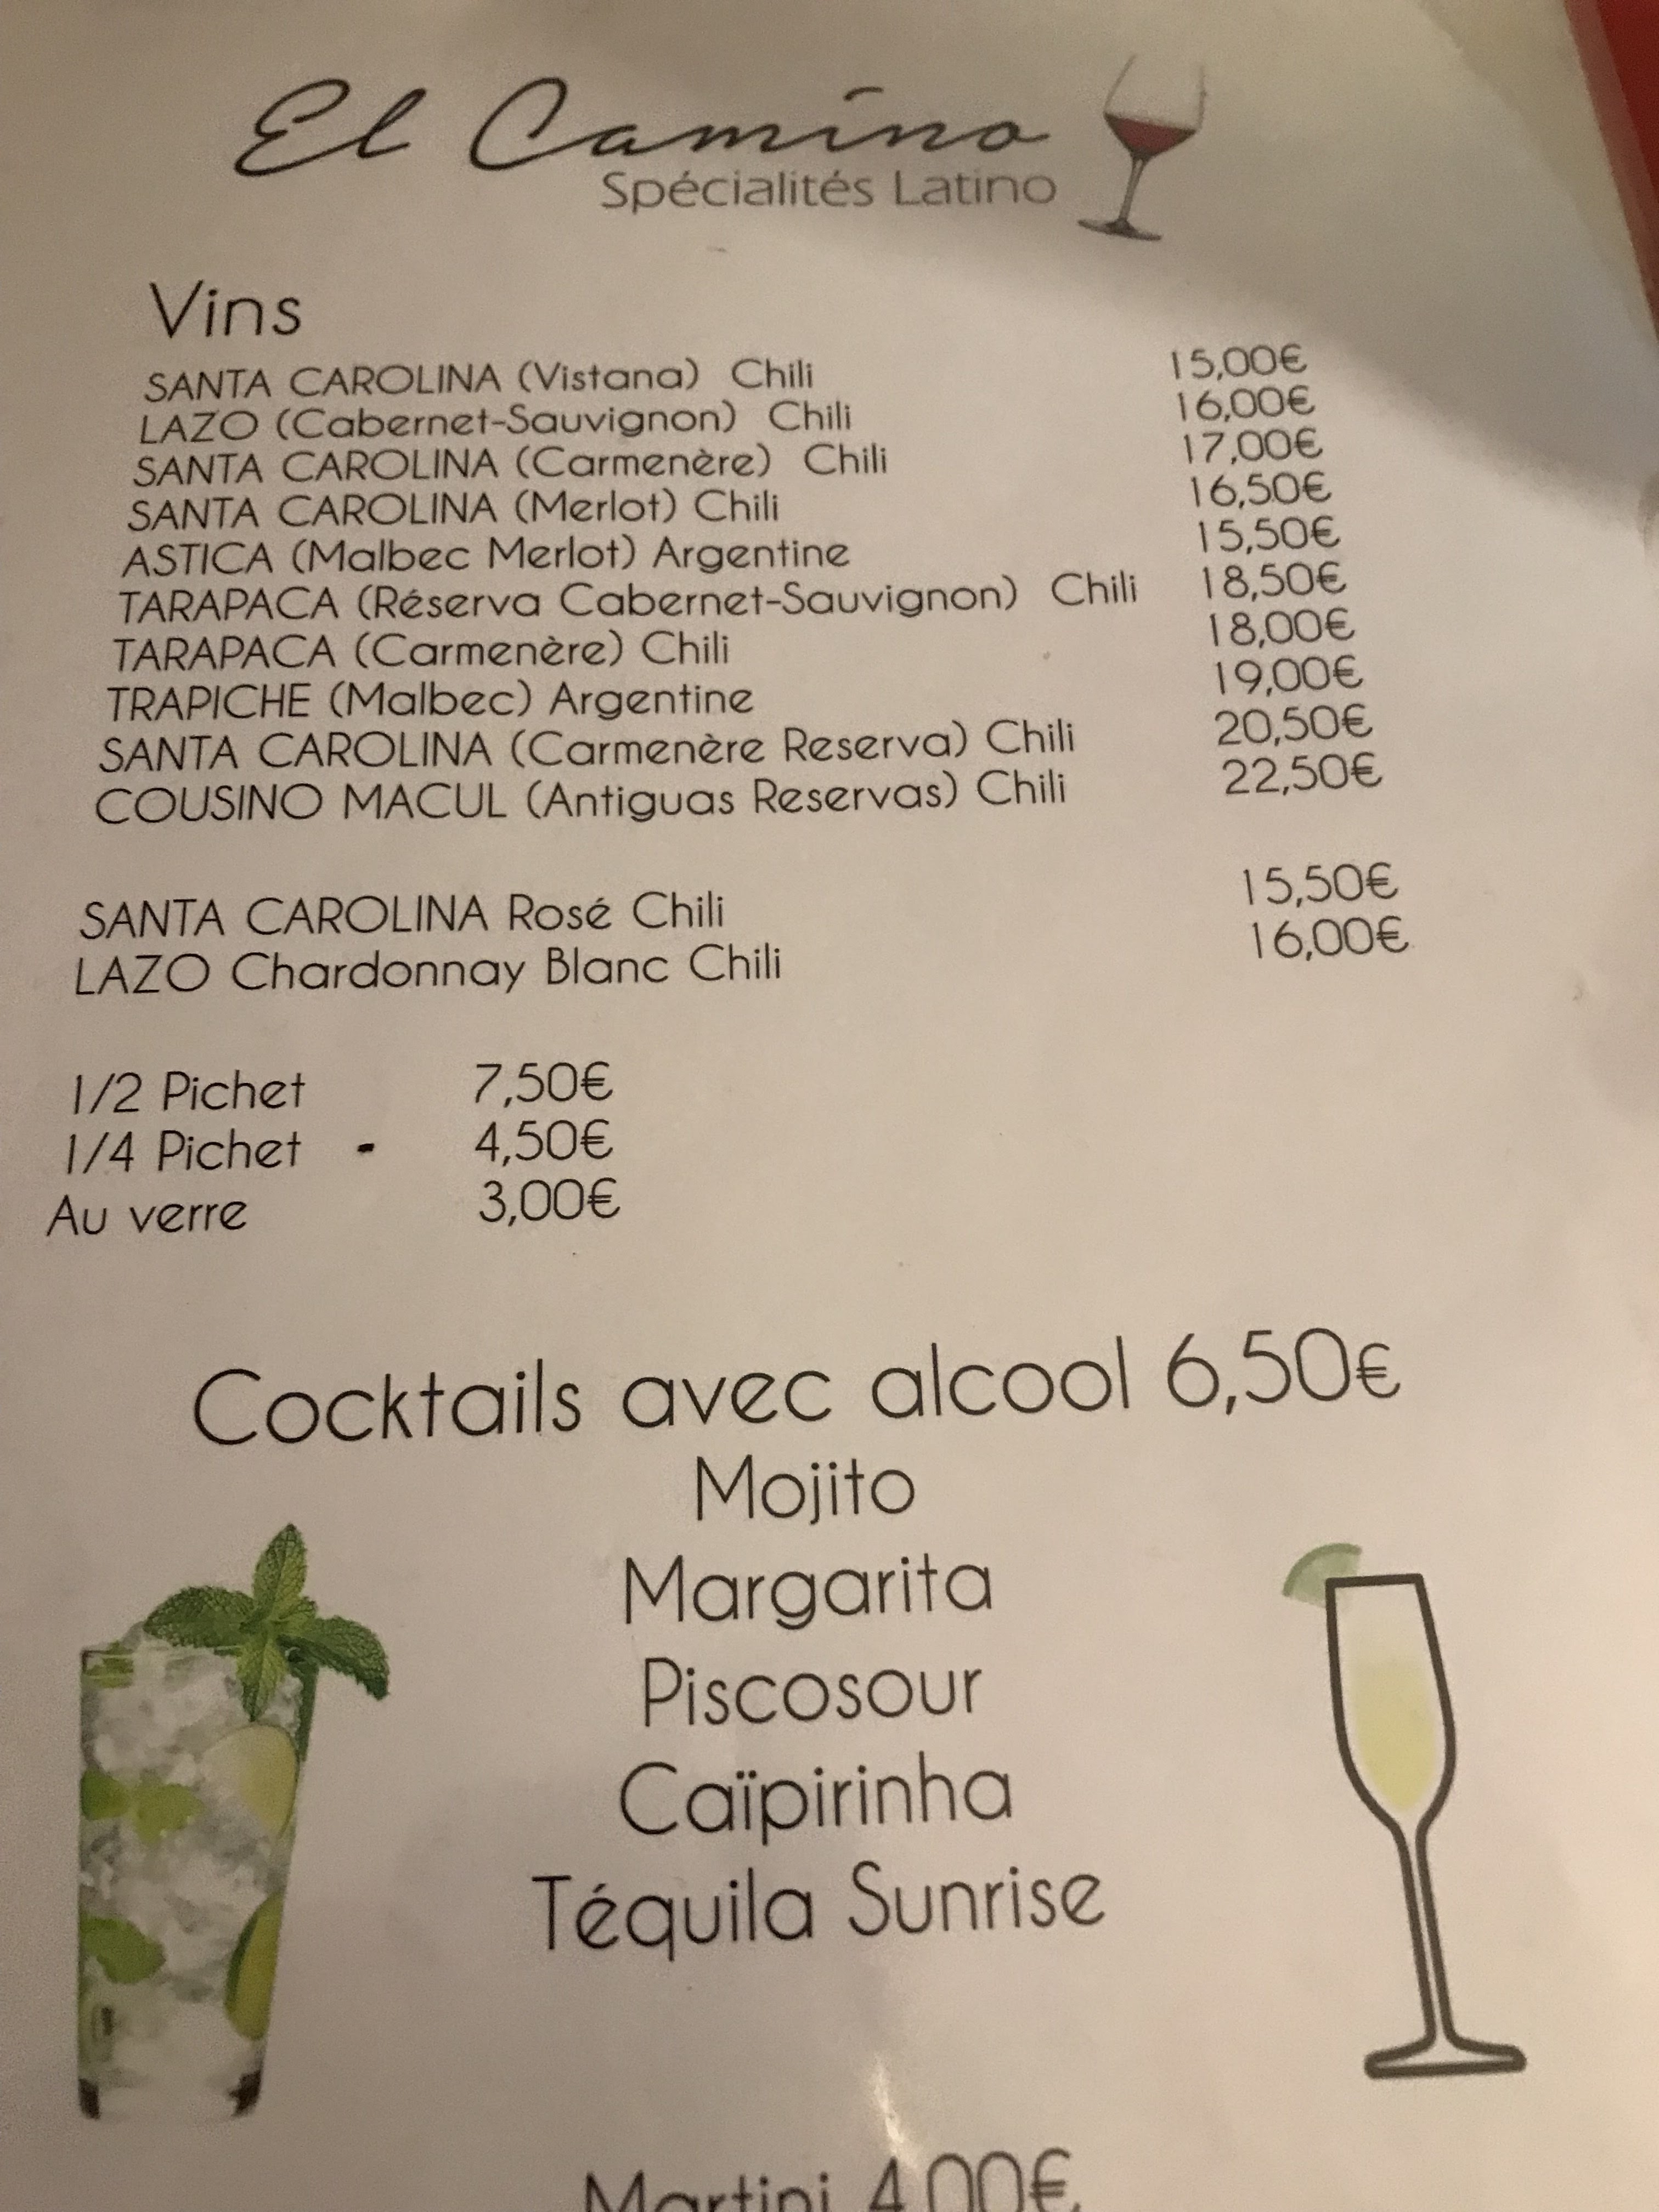 El Camino
Spécialités Latino
Vins
SANTA CAROLINA (Vistana) Chili 15,00€
LAZO (Cabernet-Sauvignon) Chili 16,00€
SANTA CAROLINA (Carmenère) Chili 17,00€
SANTA CAROLINA (Merlot) Chili 16,50€
ASTICA (Malbec Merlot) Argentine 15,50€
TARAPACA (Réserva Cabernet-Sauvignon) Chili 18,50€
TARAPACA (Carmenère) Chili 18,00€
TRAPICHE (Malbec) Argentine 19,00€
SANTA CAROLINA (Carmenère Reserva) Chili 20,50€
COUSINO MACUL (Antiguas Reservas) Chili 22,50€
SANTA CAROLINA Rosé Chili 15,50€
LAZO Chardonnay Blanc Chili 16,00€
1/2 Pichet 7,50€
1/4 Pichet - 4,50€
Au verre 3,00€
Cocktails avec alcool 6,50€
Mojito
Margarita
Piscosour
Caïpirinha
Téquila Sunrise
Martini 4,00€